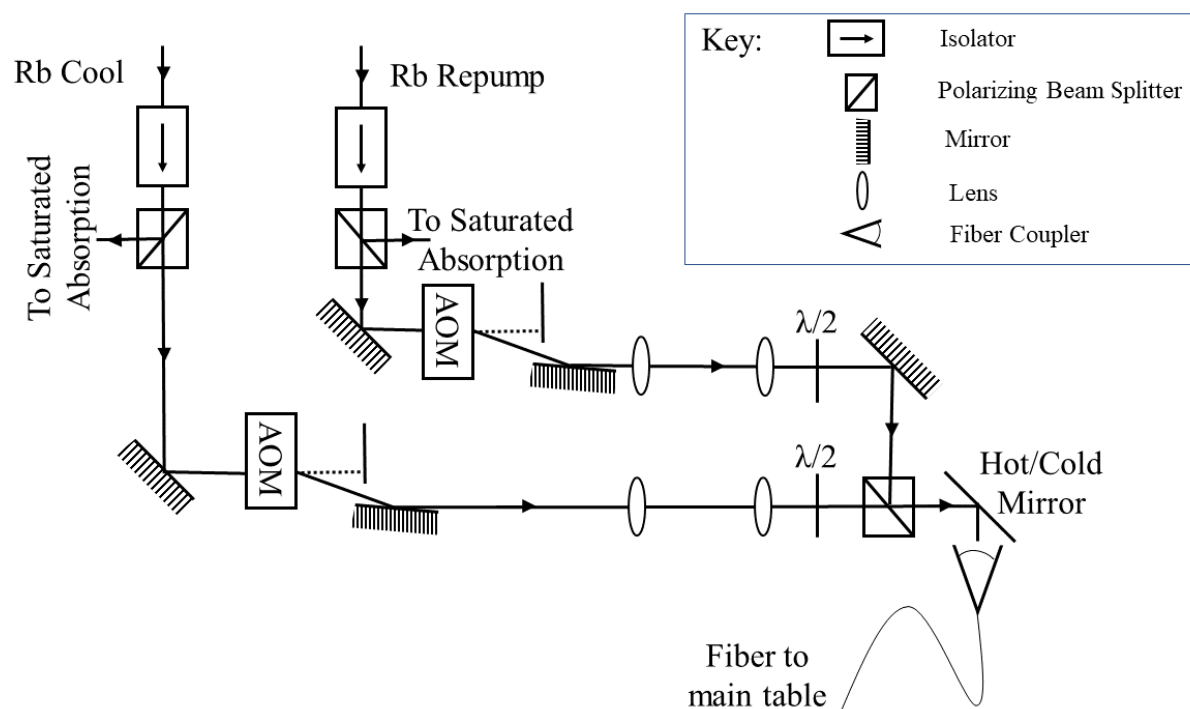 Key:
Isolator
Polarizing Beam Splitter
Mirror
Lens
Fiber Coupler
Rb Cool
Rb Repump
To Saturated
Absorption
To Saturated
Absorption
AOM
λ/2
AOM
λ/2
Hot/Cold
Mirror
Fiber to
main table